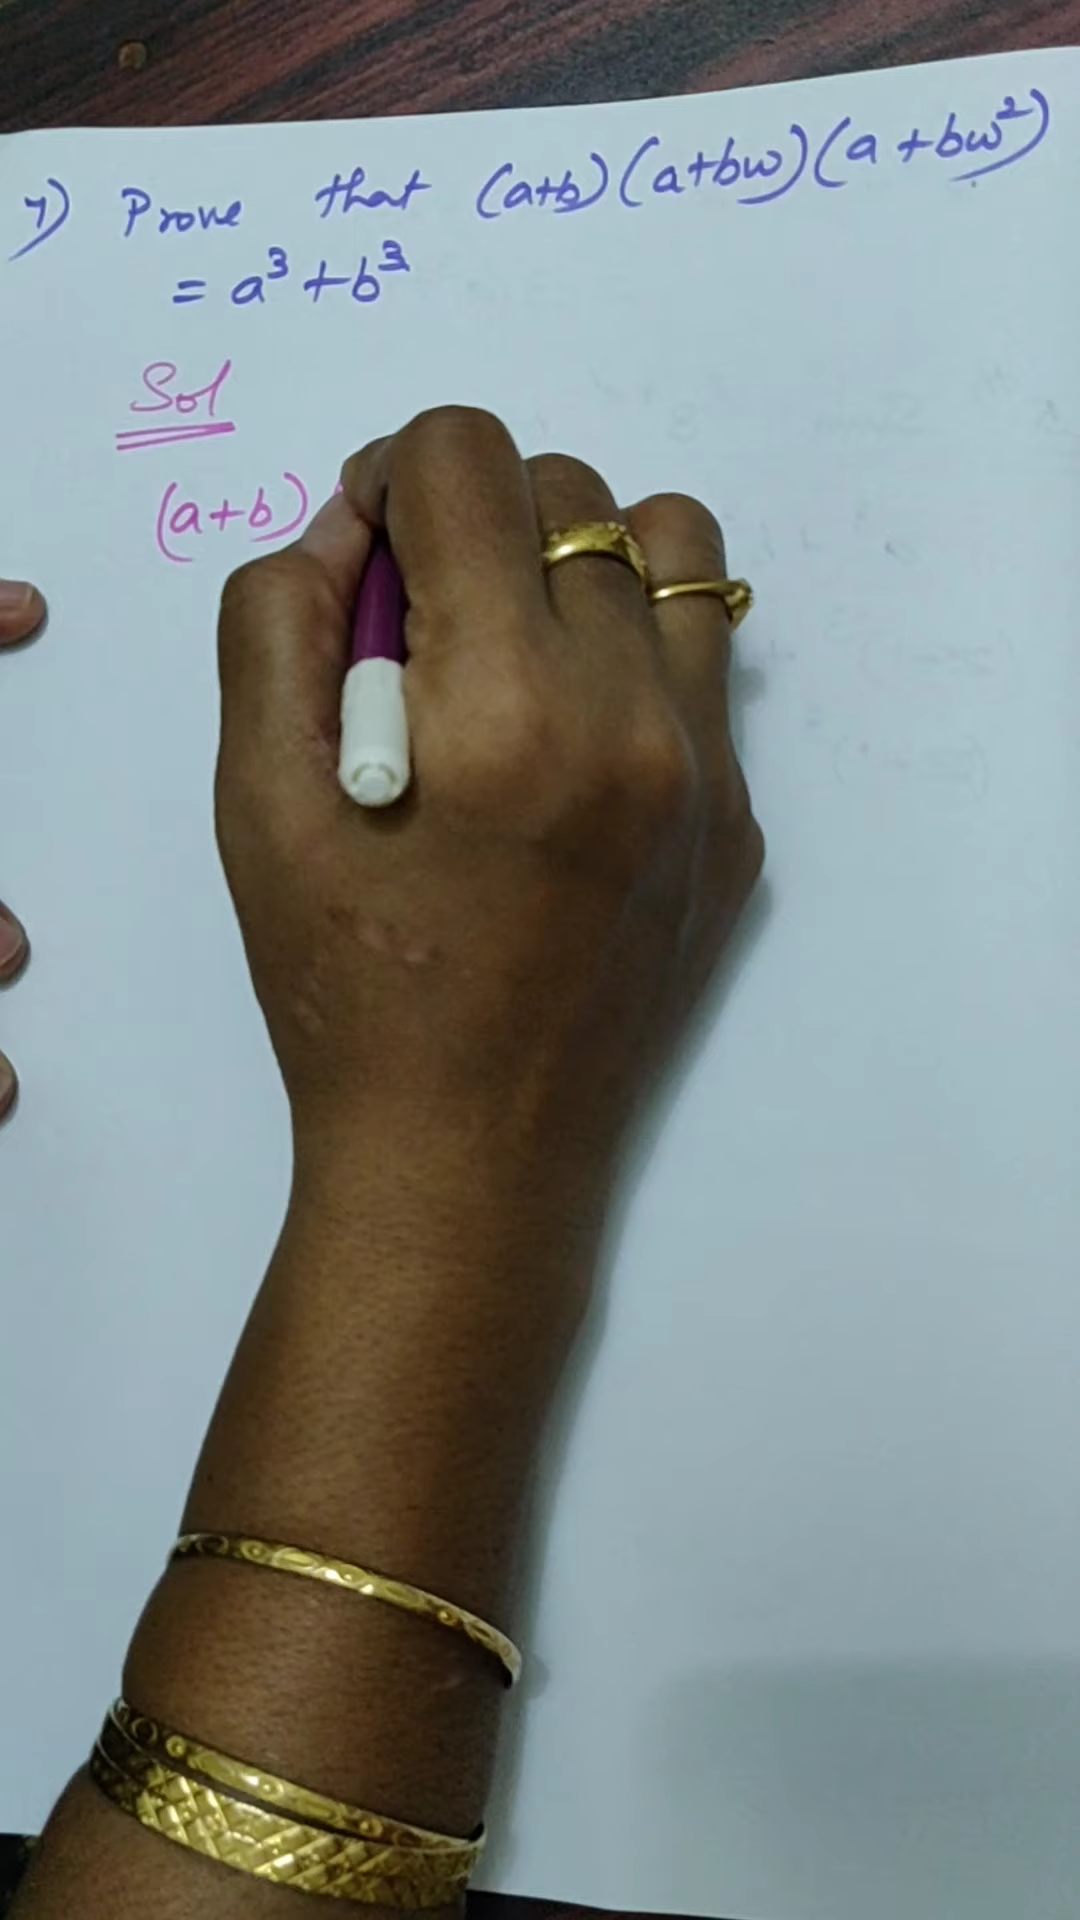 7) Prove that (a+b)(a+bω)(a+bω²)
= a³+b³
Sol
(a+b)